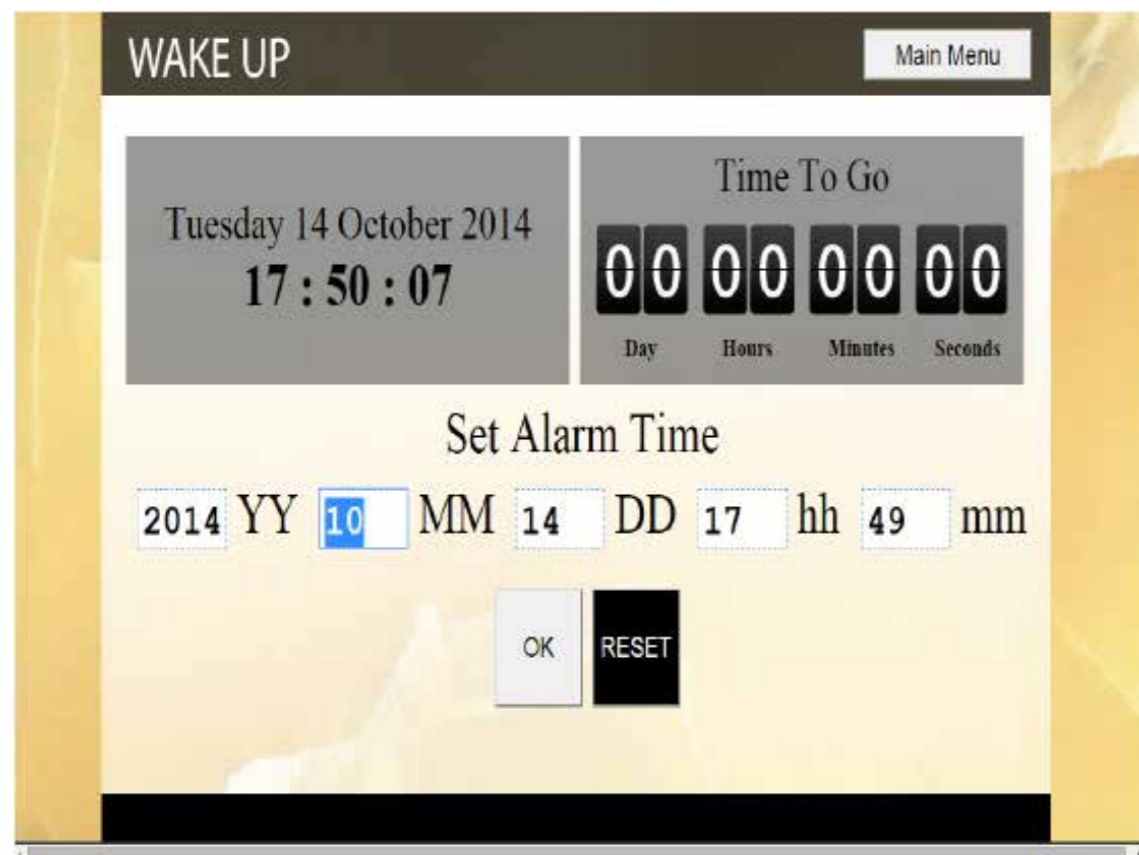 WAKE UP
Main Menu
Tuesday 14 October 2014
17 : 50 : 07
Time To Go
00 00 00 00
Day Hours Minutes Seconds
Set Alarm Time
2014 YY 10 MM 14 DD 17 hh 49 mm
OK RESET